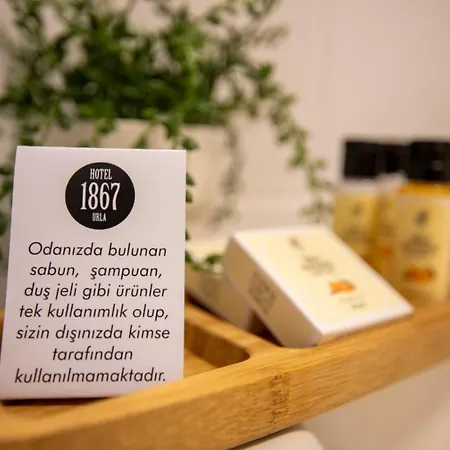 HOTEL
1867
URLA
Odanızda bulunan
sabun, şampuan,
duş jeli gibi ürünler
tek kullanımlık olup,
sizin dışınızda kimse
tarafından
kullanılmamaktadır.